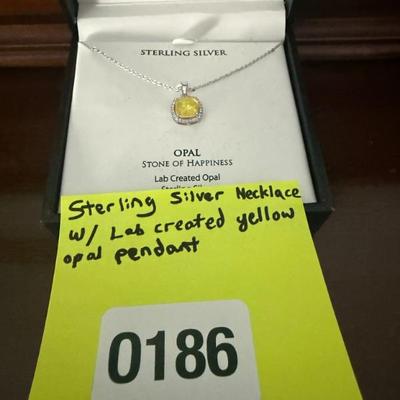 STERLING SILVER
OPAL
STONE OF HAPPINESS
Lab Created Opal
Sterling Silver Necklace
w/ Lab created yellow
opal pendant
0186